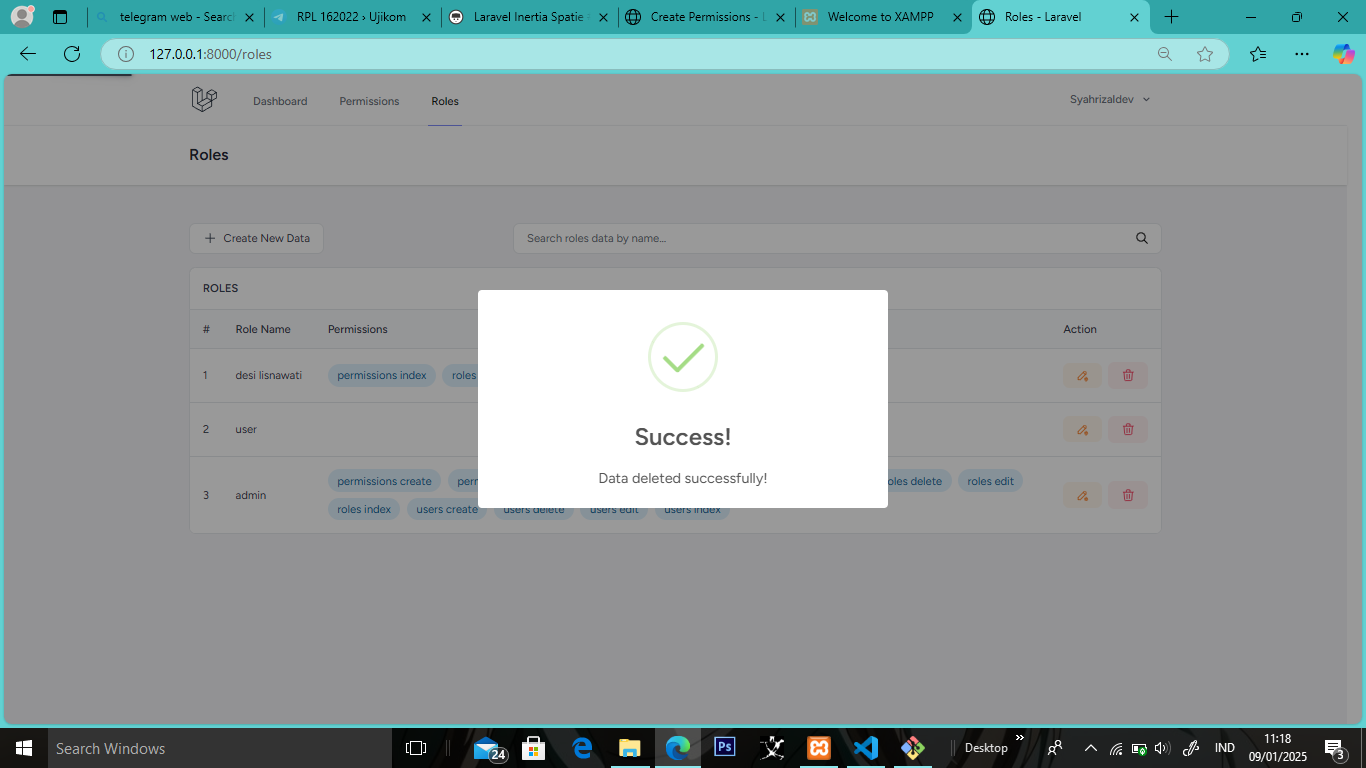 telegram web - Searc
RPL 162022 › Ujikom
Laravel Inertia Spatie
Create Permissions - L
Welcome to XAMPP
Roles - Laravel
127.0.0.1:8000/roles
Dashboard
Permissions
Roles
Syahrizaldev
Roles
Create New Data
Search roles data by name...
ROLES
# Role Name Permissions Action
1 desi lisnawati permissions index roles
2 user
3 admin permissions create perm oles delete roles edit
roles index users create users delete users edit users index
Success!
Data deleted successfully!
Search Windows
24
Ps
Desktop
IND
11:18
09/01/2025
3